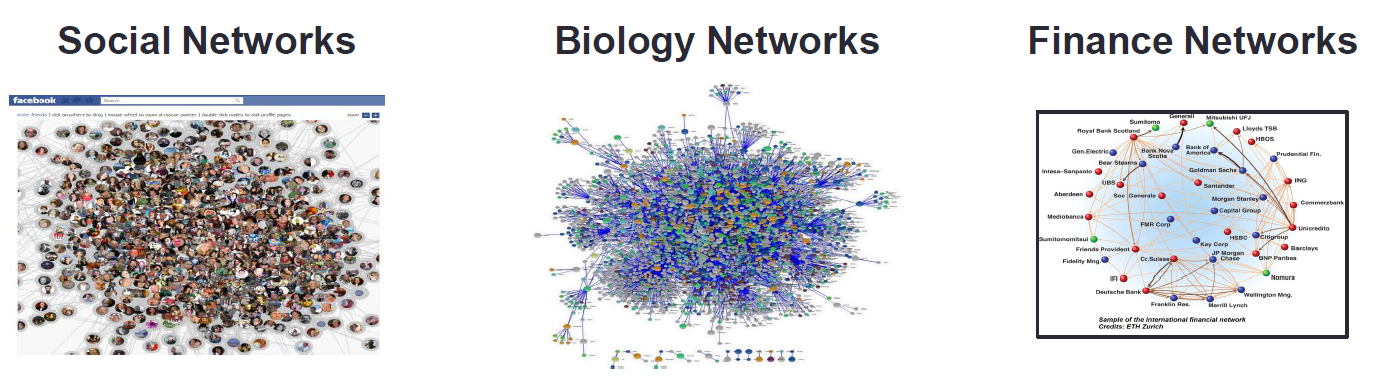 Social Networks
Biology Networks
Finance Networks
facebook
Search
invite friends | click anywhere to drag | mouse wheel to zoom at mouse pointer | double click nodes to visit profile pages
zoom
Generali
Mitsubishi UFJ
Sumitomo
Royal Bank Scotland
Lloyds TSB
HBOS
Gen.Electric
Bank Nova
Scotia
Bank of
America
Prudential Fin.
Bear Stearns
Goldman Sachs
Intesa-Sanpaolo
UBS
Santander
ING
Aberdeen
Soc Generale
Morgan Stanley
Commerzbank
Capital Group
Mediobanca
FMR Corp
Unicredito
Sumitomomitsui
HSBC
Citigroup
Key Corp
Friends Provident
Barclays
JP Morgan
Chase
BNP Paribas
Fidelity Mng.
Cr.Suisse
IFI
Nomura
Deutsche Bank
Wellington Mng.
Franklin Res.
Merrill Lynch
Sample of the international financial network
Credits: ETH Zurich